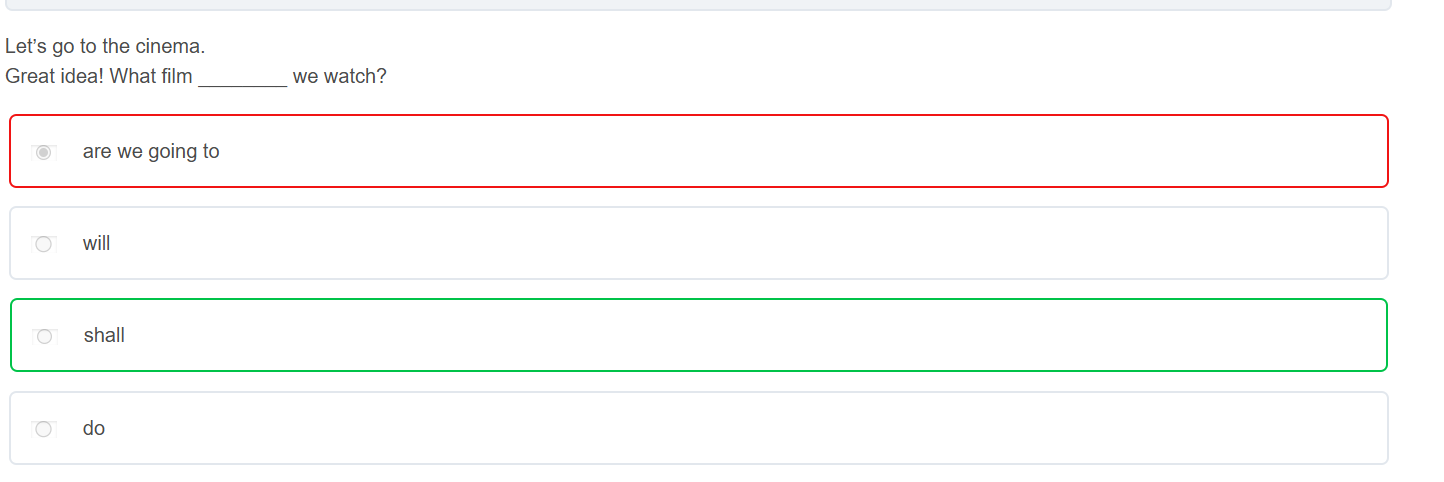 Let’s go to the cinema.
Great idea! What film ________ we watch?
are we going to
will
shall
do